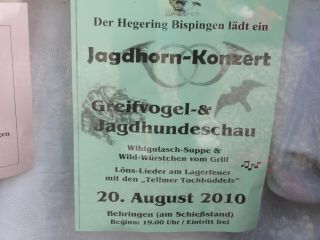 Der Hegering Bispingen lädt ein
Jagdhorn-Konzert
Greifvogel-&
Jagdhundeschau
Wildgulasch-Suppe &
Wild-Würstchen vom Grill
Löns-Lieder am Lagerfeuer
mit den „Tellmer Tochbüddels"
20. August 2010
Behringen (am Schießstand)
Beginn: 19.00 Uhr / Eintritt frei